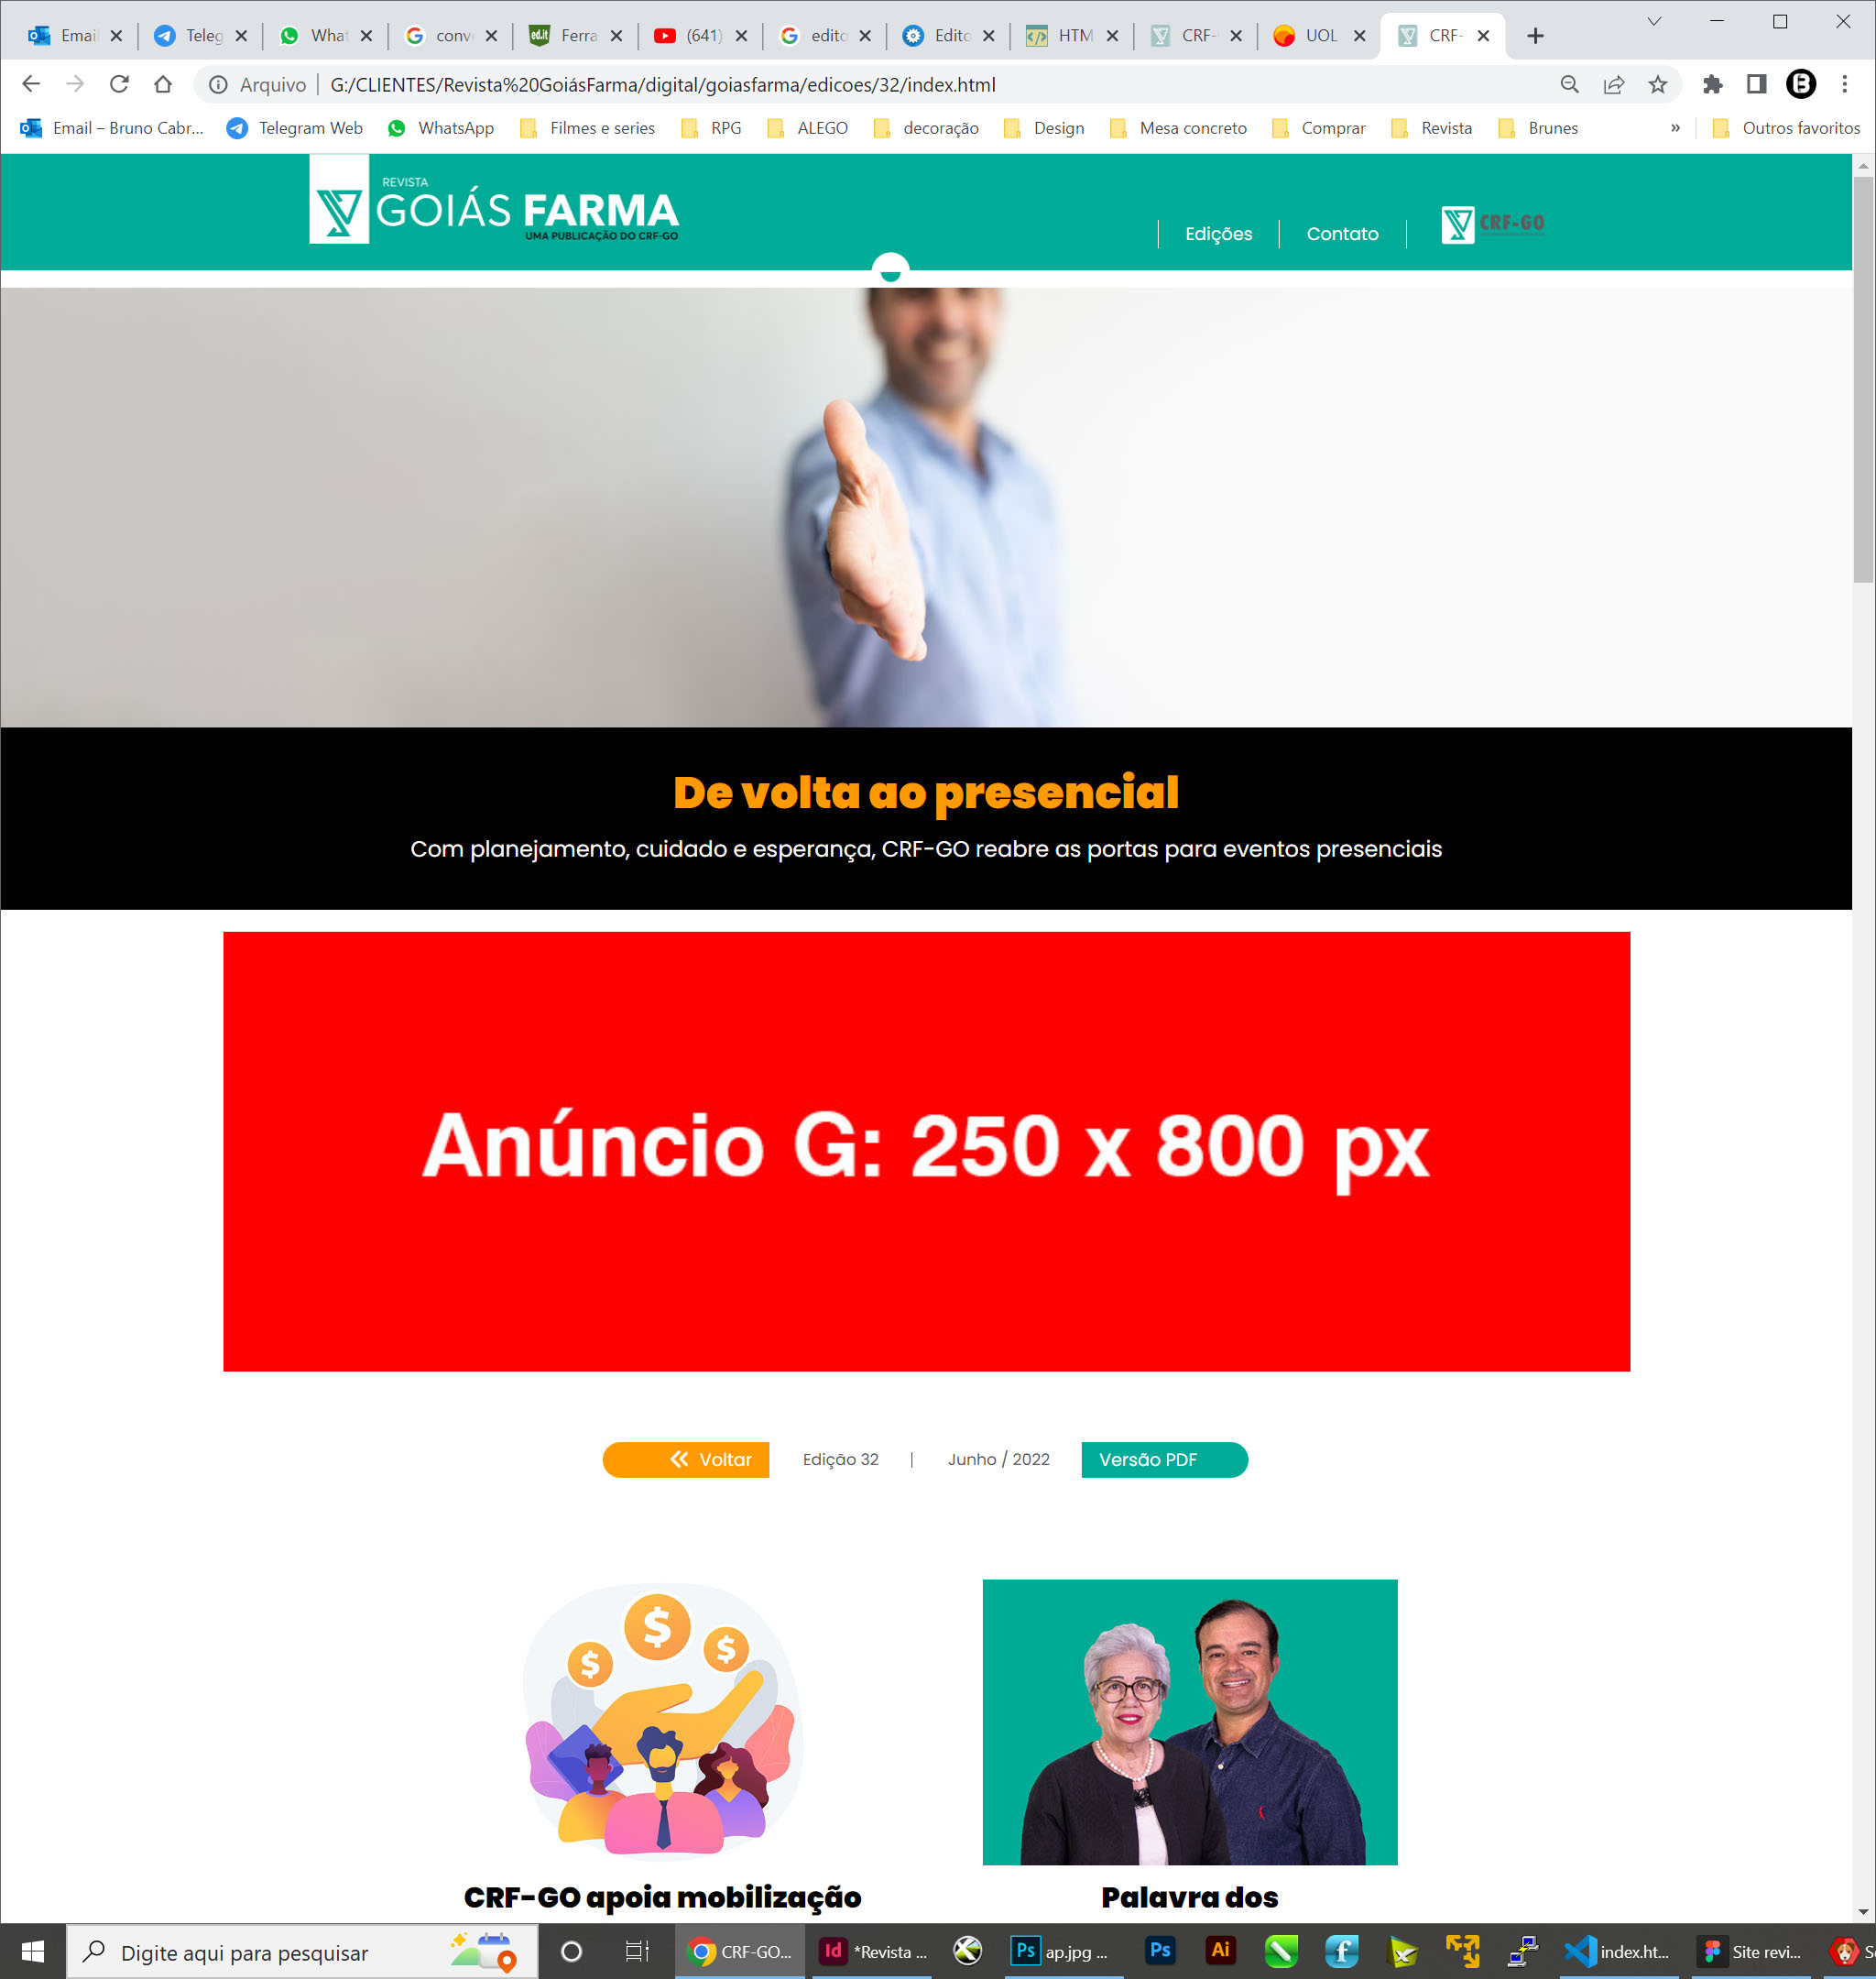 Email
Teleg
What
conv
ed.it
Ferra
(641)
edito
Edito
HTM
CRF-
UOL
CRF-
Arquivo | G:/CLIENTES/Revista%20GoiásFarma/digital/goiasfarma/edicoes/32/index.html
Email – Bruno Cabr...
Telegram Web
WhatsApp
Filmes e series
RPG
ALEGO
decoração
Design
Mesa concreto
Comprar
Revista
Brunes
»
Outros favoritos
REVISTA
GOIÁS FARMA
UMA PUBLICAÇÃO DO CRF-GO
Edições
Contato
CRF-GO
De volta ao presencial
Com planejamento, cuidado e esperança, CRF-GO reabre as portas para eventos presenciais
Anúncio G: 250 x 800 px
Voltar
Edição 32 | Junho / 2022
Versão PDF
$
$
$
CRF-GO apoia mobilização
Palavra dos
Digite aqui para pesquisar
CRF-GO...
Id
*Revista ...
Ps
ap.jpg ...
Ps
Ai
index.ht...
Site revi...